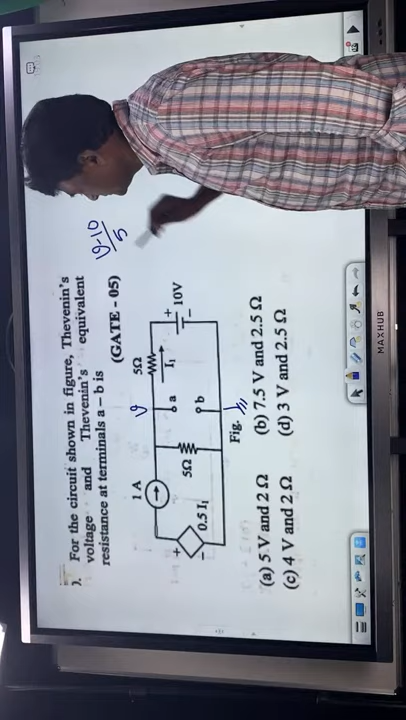 ). For the circuit shown in figure, Thevenin's
voltage and Thevenin's equivalent
resistance at terminals a – b is
(GATE - 05)
ϑ-10
5
1 A
ϑ
5Ω
+
0.5 I₁
–
5Ω
a
I₁
b
+
10V
–
Fig.
(a) 5 V and 2 Ω
(b) 7.5 V and 2.5 Ω
(c) 4 V and 2 Ω
(d) 3 V and 2.5 Ω
MAXHUB